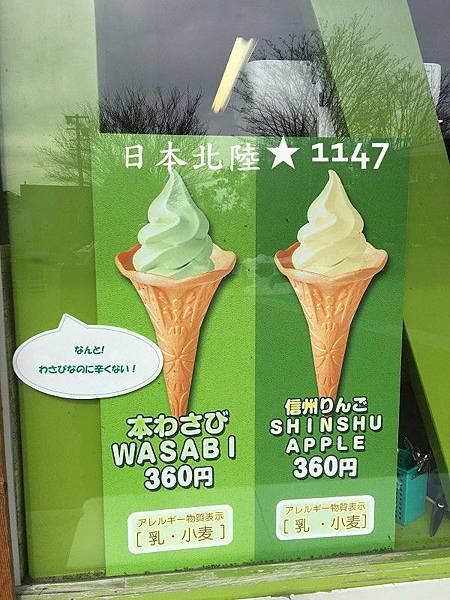 日本北陸★1147
なんと!
わさびなのに辛くない!
本わさび
WASABI
360円
アレルギー物質表示
[ 乳・小麦 ]
信州りんご
SHINSHU
APPLE
360円
アレルギー物質表示
[ 乳 ・小麦]